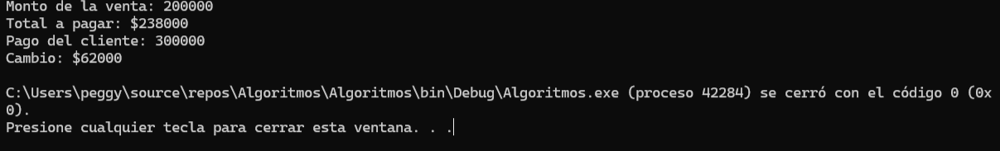 Monto de la venta: 200000
Total a pagar: $238000
Pago del cliente: 300000
Cambio: $62000
C:\Users\peggy\source\repos\Algoritmos\Algoritmos\bin\Debug\Algoritmos.exe (proceso 42284) se cerró con el código 0 (0x
0).
Presione cualquier tecla para cerrar esta ventana. . .